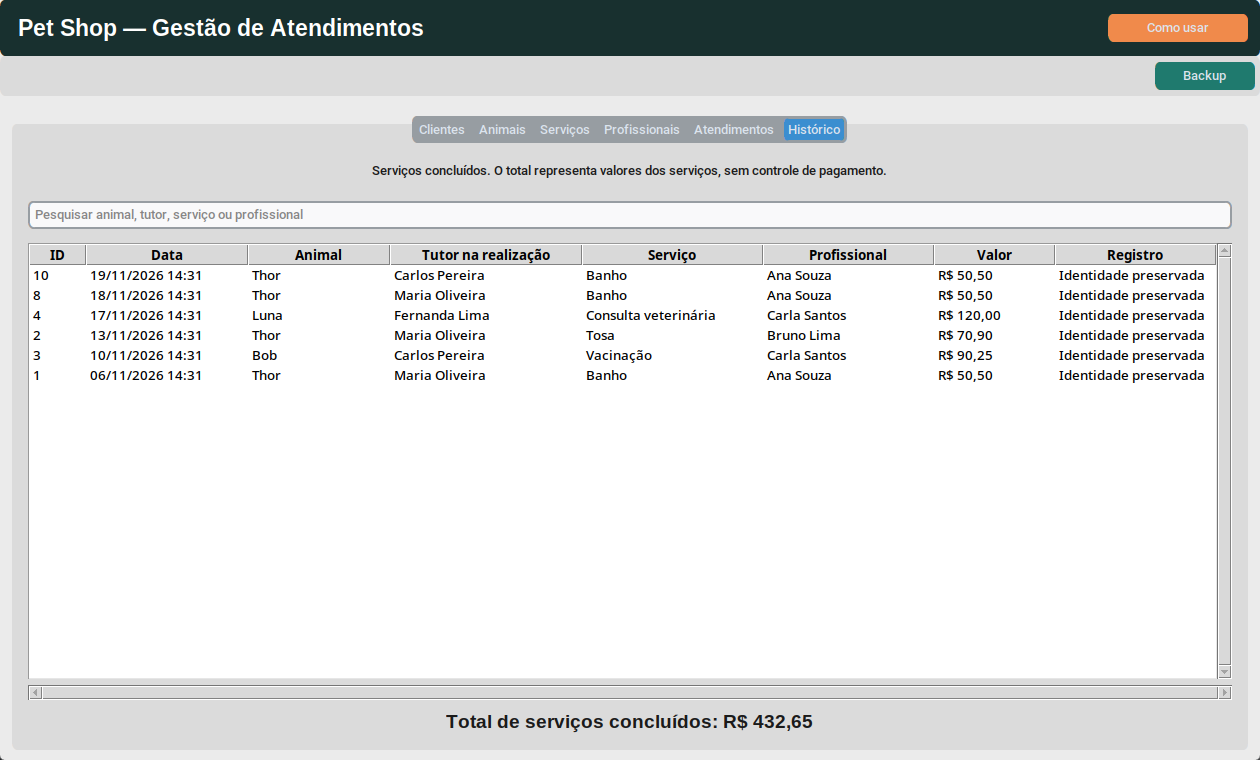 Pet Shop — Gestão de Atendimentos
Como usar
Backup
Clientes Animais Serviços Profissionais Atendimentos Histórico
Serviços concluídos. O total representa valores dos serviços, sem controle de pagamento.
Pesquisar animal, tutor, serviço ou profissional
ID Data Animal Tutor na realização Serviço Profissional Valor Registro
10 19/11/2026 14:31 Thor Carlos Pereira Banho Ana Souza R$ 50,50 Identidade preservada
8 18/11/2026 14:31 Thor Maria Oliveira Banho Ana Souza R$ 50,50 Identidade preservada
4 17/11/2026 14:31 Luna Fernanda Lima Consulta veterinária Carla Santos R$ 120,00 Identidade preservada
2 13/11/2026 14:31 Thor Maria Oliveira Tosa Bruno Lima R$ 70,90 Identidade preservada
3 10/11/2026 14:31 Bob Carlos Pereira Vacinação Carla Santos R$ 90,25 Identidade preservada
1 06/11/2026 14:31 Thor Maria Oliveira Banho Ana Souza R$ 50,50 Identidade preservada
Total de serviços concluídos: R$ 432,65